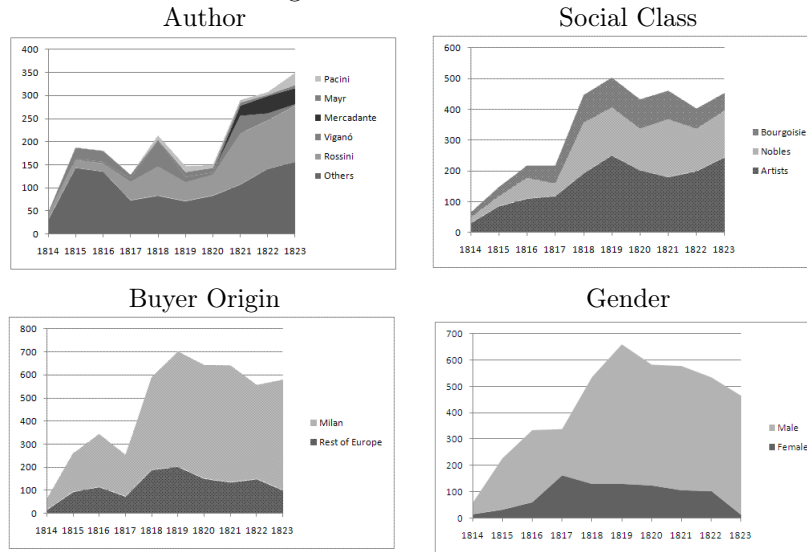 Author
400
350
300
250
200
150
100
50
0
1814 1815 1816 1817 1818 1819 1820 1821 1822 1823
Pacini
Mayr
Mercadante
Viganó
Rossini
Others
Social Class
600
500
400
300
200
100
0
1814 1815 1816 1817 1818 1819 1820 1821 1822 1823
Bourgoisie
Nobles
Artists
Buyer Origin
800
700
600
500
400
300
200
100
0
1814 1815 1816 1817 1818 1819 1820 1821 1822 1823
Milan
Rest of Europe
Gender
700
600
500
400
300
200
100
0
1814 1815 1816 1817 1818 1819 1820 1821 1822 1823
Male
Female